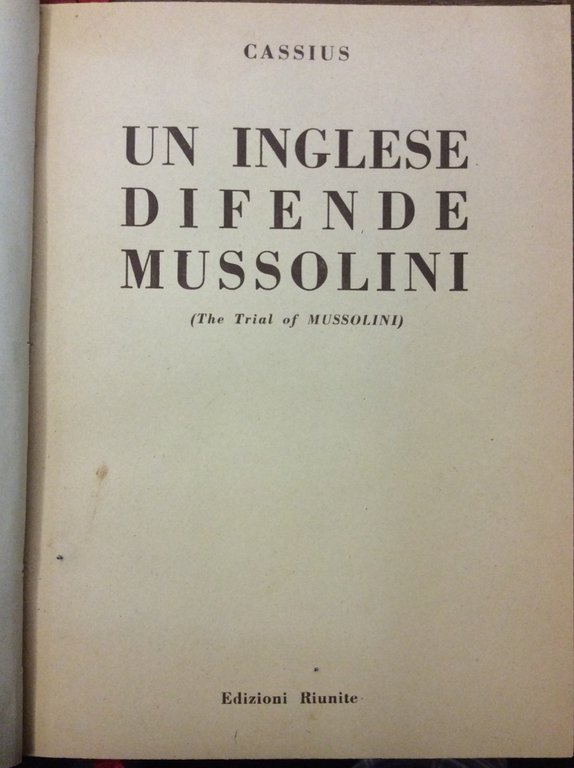 CASSIUS
UN INGLESE
DIFENDE
MUSSOLINI
(The Trial of MUSSOLINI)
Edizioni Riunite